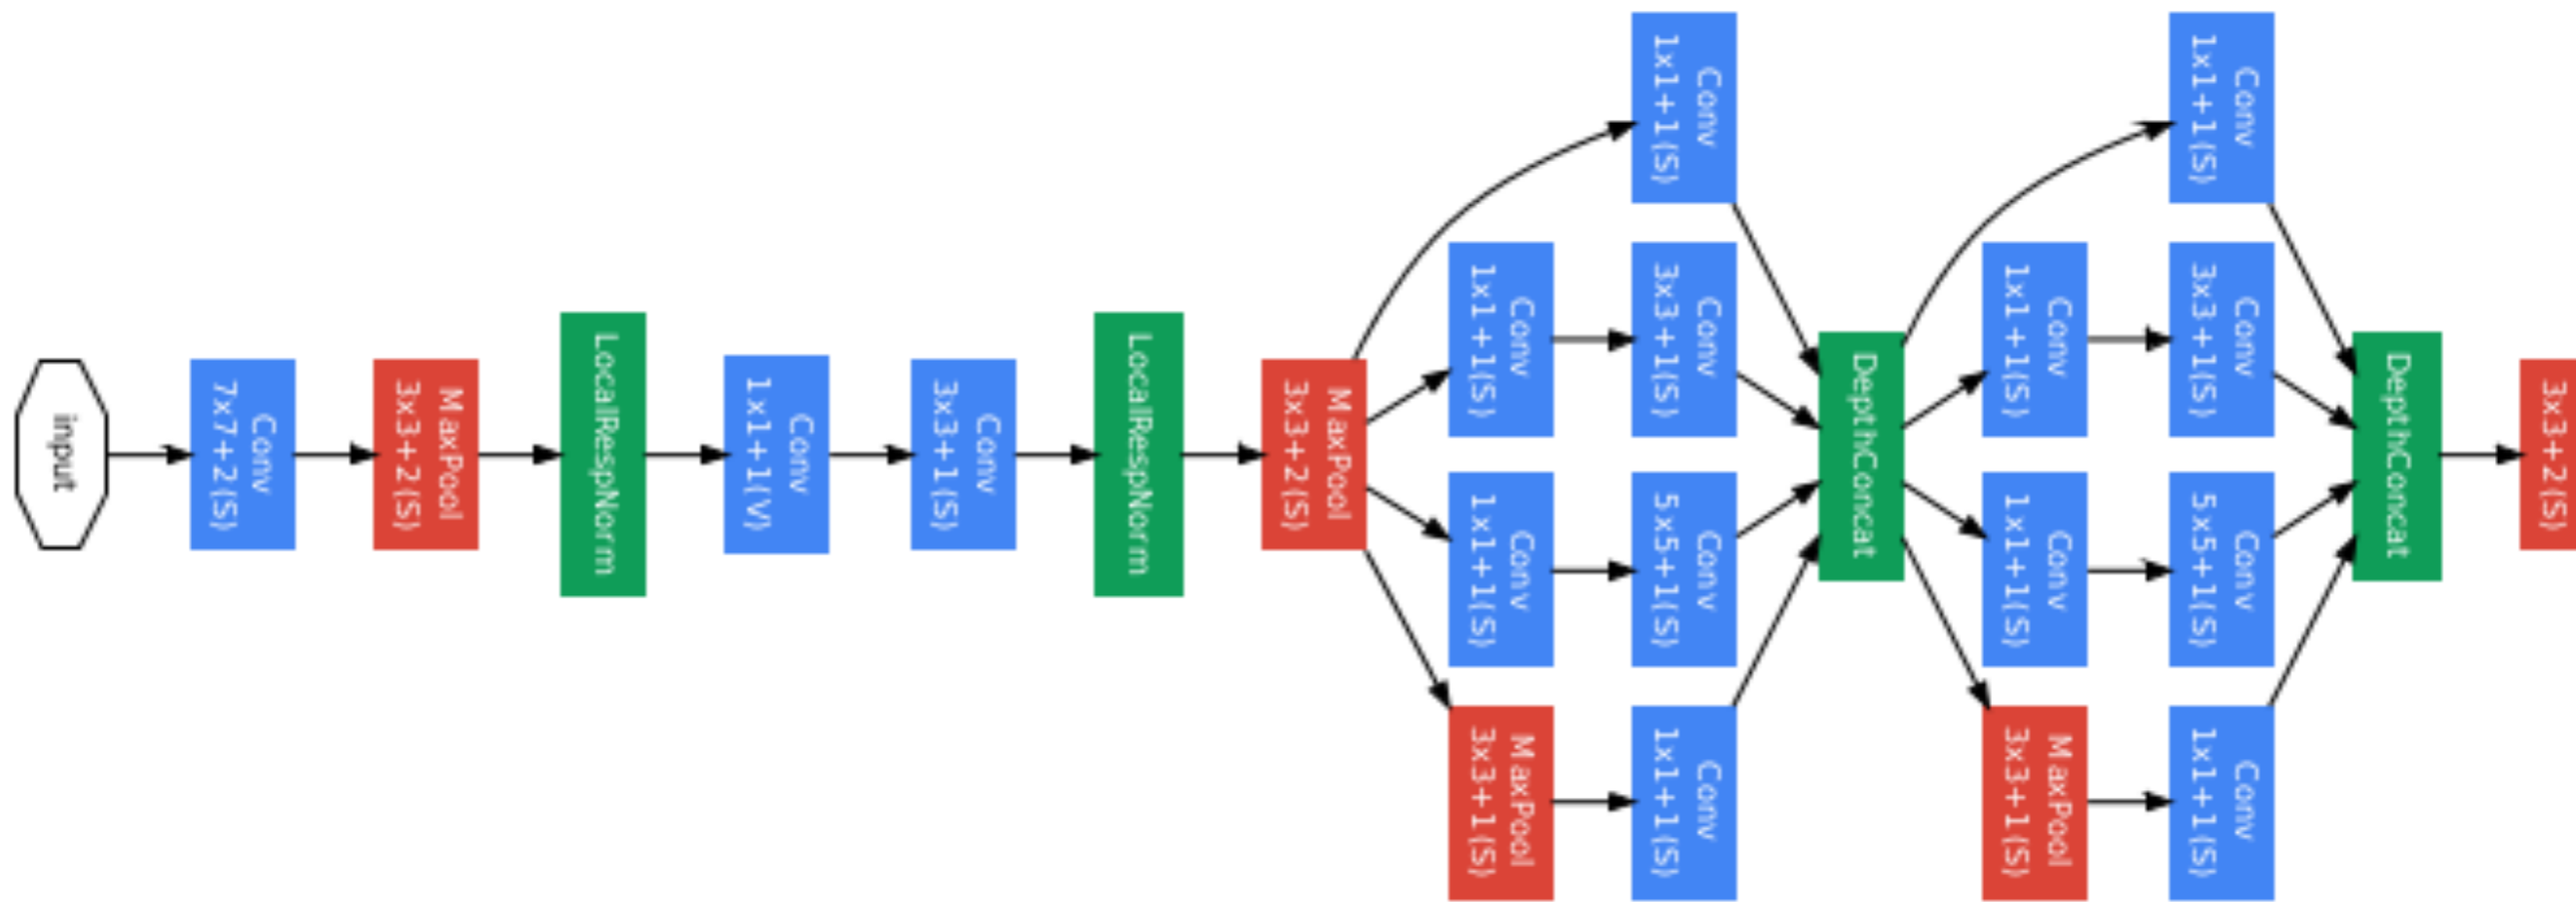 input
Conv
7x7+2(S)
MaxPool
3x3+2(S)
LocalRespNorm
Conv
1x1+1(V)
Conv
3x3+1(S)
LocalRespNorm
MaxPool
3x3+2(S)
Conv
1x1+1(S)
Conv
1x1+1(S)
Conv
3x3+1(S)
Conv
1x1+1(S)
Conv
5x5+1(S)
MaxPool
3x3+1(S)
Conv
1x1+1(S)
DepthConcat
Conv
1x1+1(S)
Conv
1x1+1(S)
Conv
3x3+1(S)
Conv
1x1+1(S)
Conv
5x5+1(S)
MaxPool
3x3+1(S)
Conv
1x1+1(S)
DepthConcat
3x3+2(S)